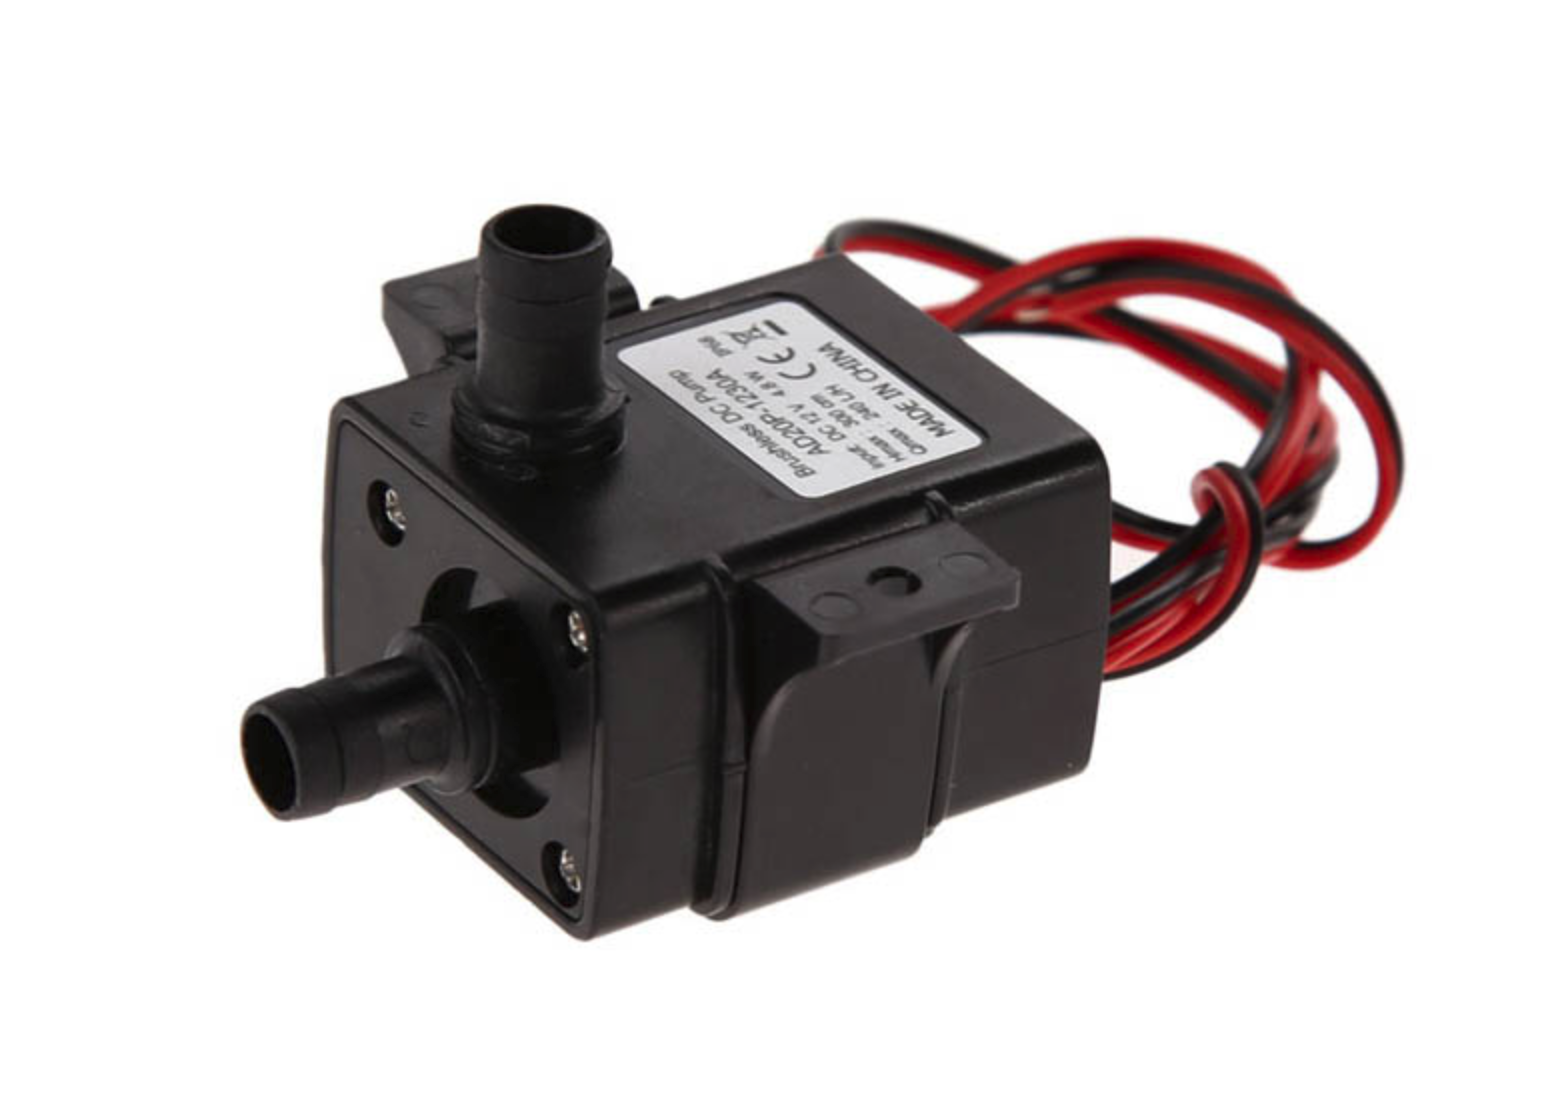 Brushless DC Pump
AD20P-1230A
Input: DC 12 V 4.8 W IP68
Hmax : 300 cm
Qmax : 240 L/H
CE
MADE IN CHINA